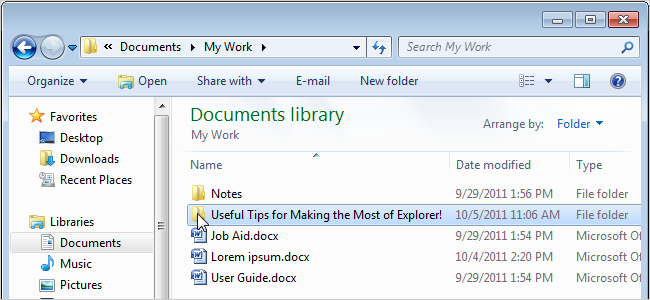 « Documents My Work Search My Work
Organize Open Share with E-mail New folder
Favorites
Desktop
Downloads
Recent Places
Libraries
Documents
Music
Pictures
Documents library
My Work
Arrange by: Folder
Name Date modified Type
Notes 9/29/2011 1:56 PM File folder
Useful Tips for Making the Most of Explorer! 10/5/2011 11:06 AM File folder
Job Aid.docx 9/29/2011 1:54 PM Microsoft Of
Lorem ipsum.docx 10/4/2011 2:20 PM Microsoft Of
User Guide.docx 9/29/2011 1:54 PM Microsoft Of